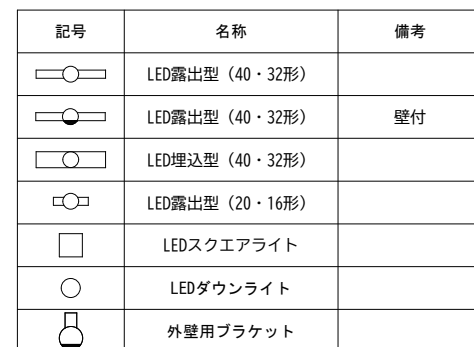 記号 名称 備考
LED露出型（40・32形）
LED露出型（40・32形） 壁付
LED埋込型（40・32形）
LED露出型（20・16形）
LEDスクエアライト
LEDダウンライト
外壁用ブラケット